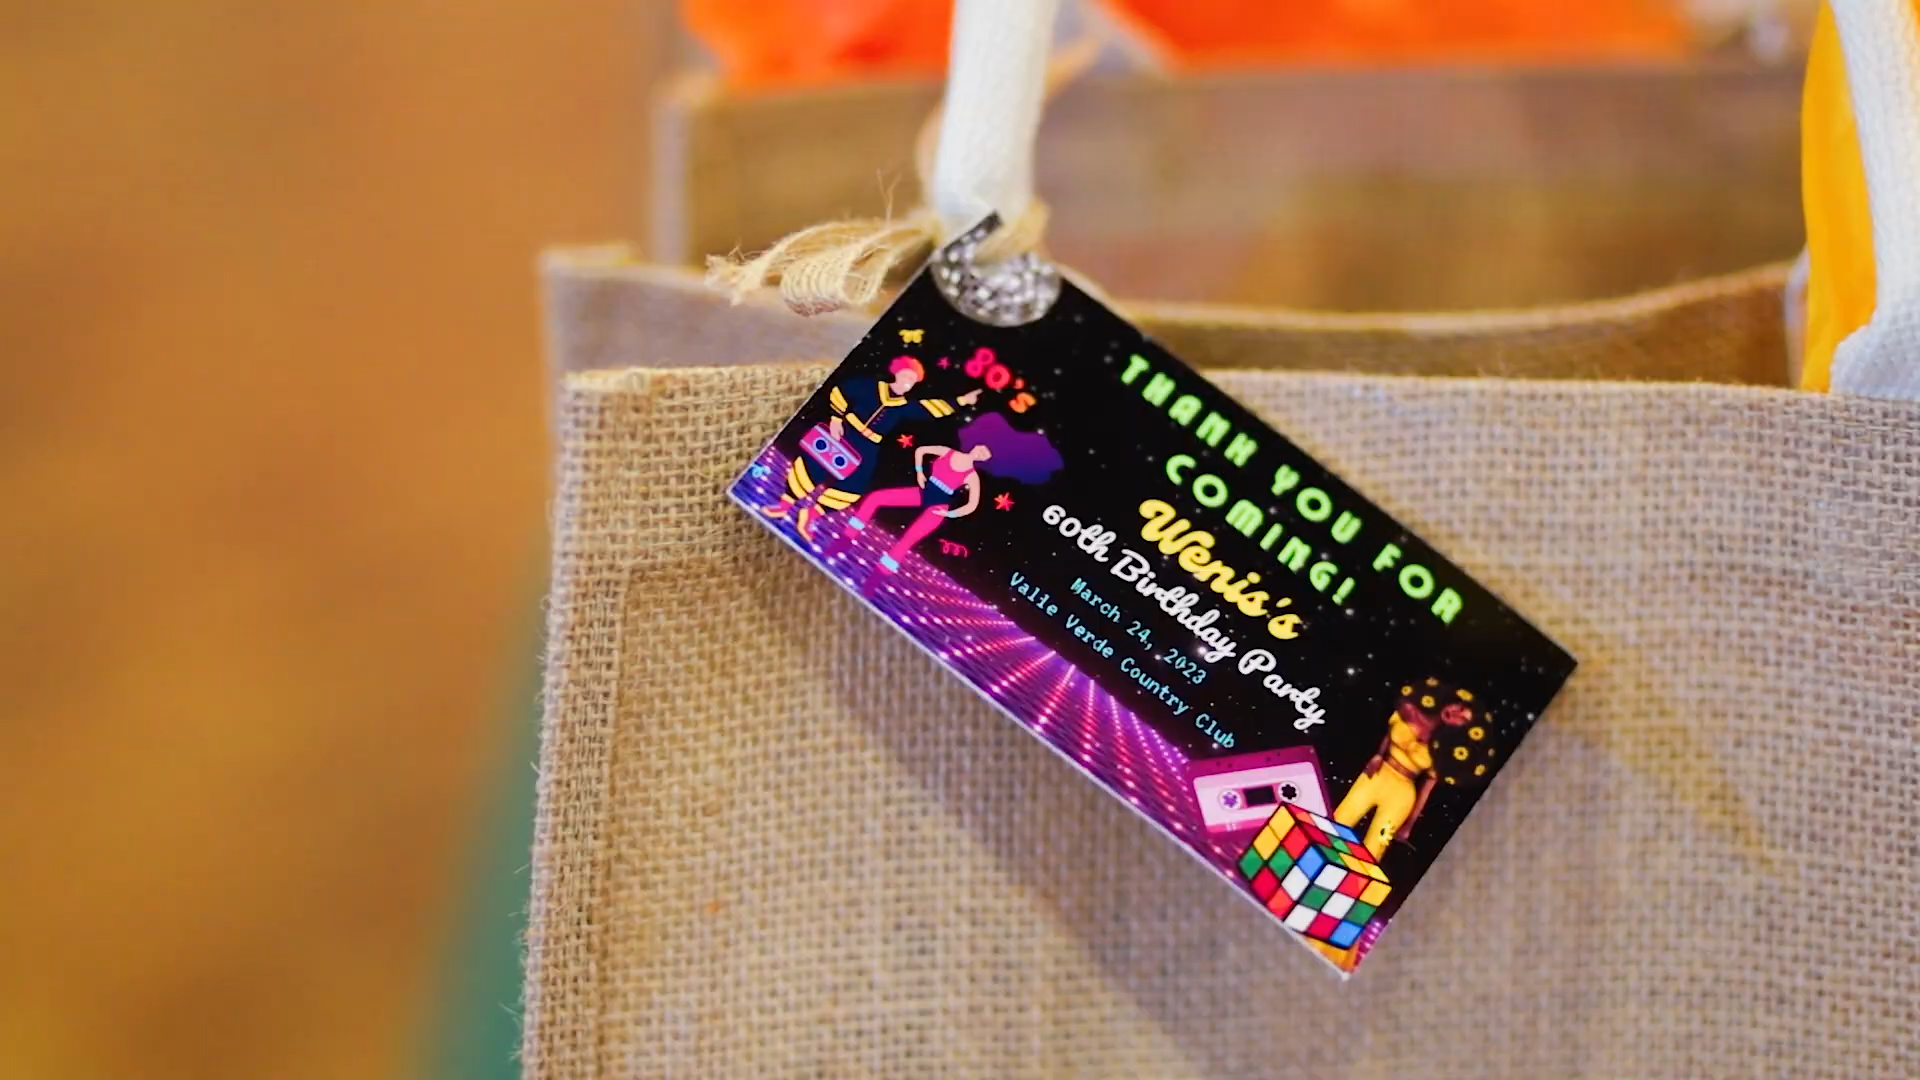 80's
THANK YOU FOR
COMING!
Wenis's
60th Birthday Party
March 24, 2023
Valle Verde Country Club